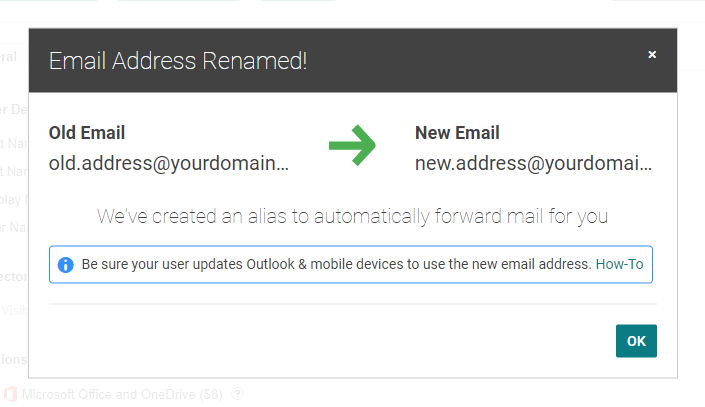 Email Address Renamed!
×
Old Email
New Email
old.address@yourdomain...
new.address@yourdomai...
We've created an alias to automatically forward mail for you
Be sure your user updates Outlook & mobile devices to use the new email address. How-To
OK
Microsoft Office and OneDrive ($8)